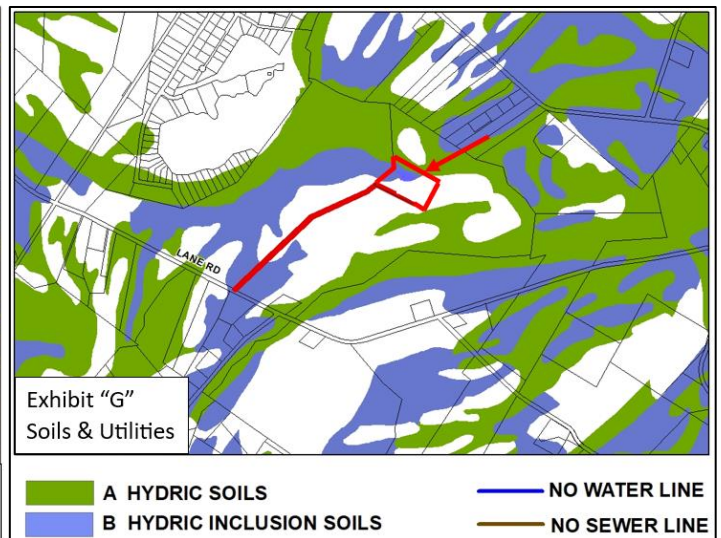 LANE RD
Exhibit “G”
Soils & Utilities
A HYDRIC SOILS
B HYDRIC INCLUSION SOILS
NO WATER LINE
NO SEWER LINE